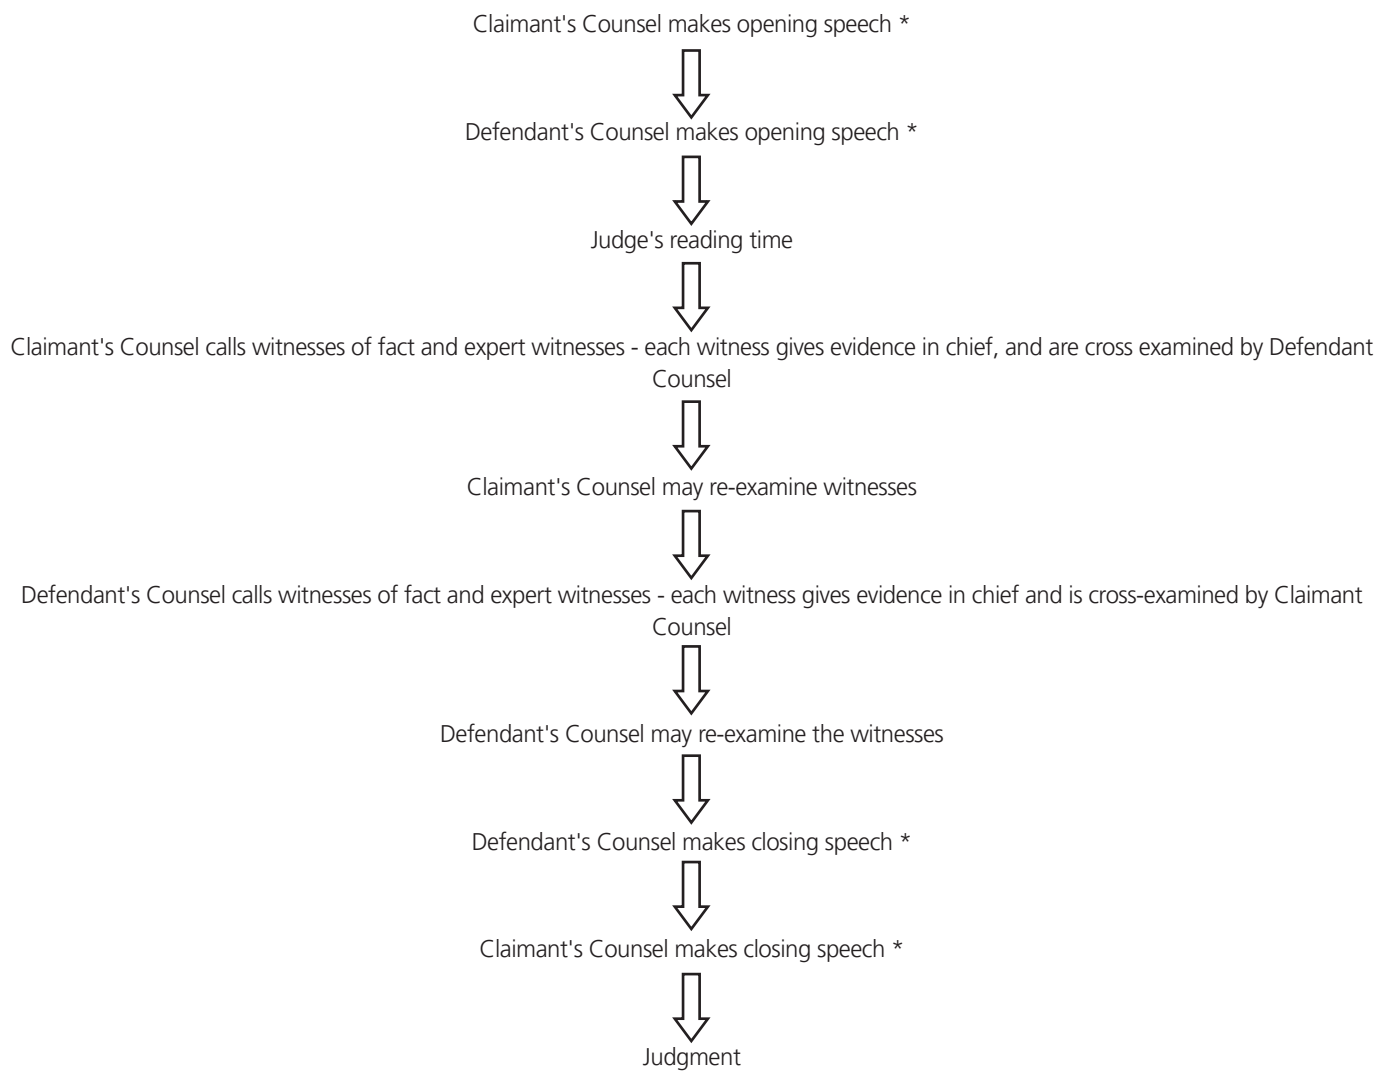 Claimant's Counsel makes opening speech *
Defendant's Counsel makes opening speech *
Judge's reading time
Claimant's Counsel calls witnesses of fact and expert witnesses - each witness gives evidence in chief, and are cross examined by Defendant
Counsel
Claimant's Counsel may re-examine witnesses
Defendant's Counsel calls witnesses of fact and expert witnesses - each witness gives evidence in chief and is cross-examined by Claimant
Counsel
Defendant's Counsel may re-examine the witnesses
Defendant's Counsel makes closing speech *
Claimant's Counsel makes closing speech *
Judgment